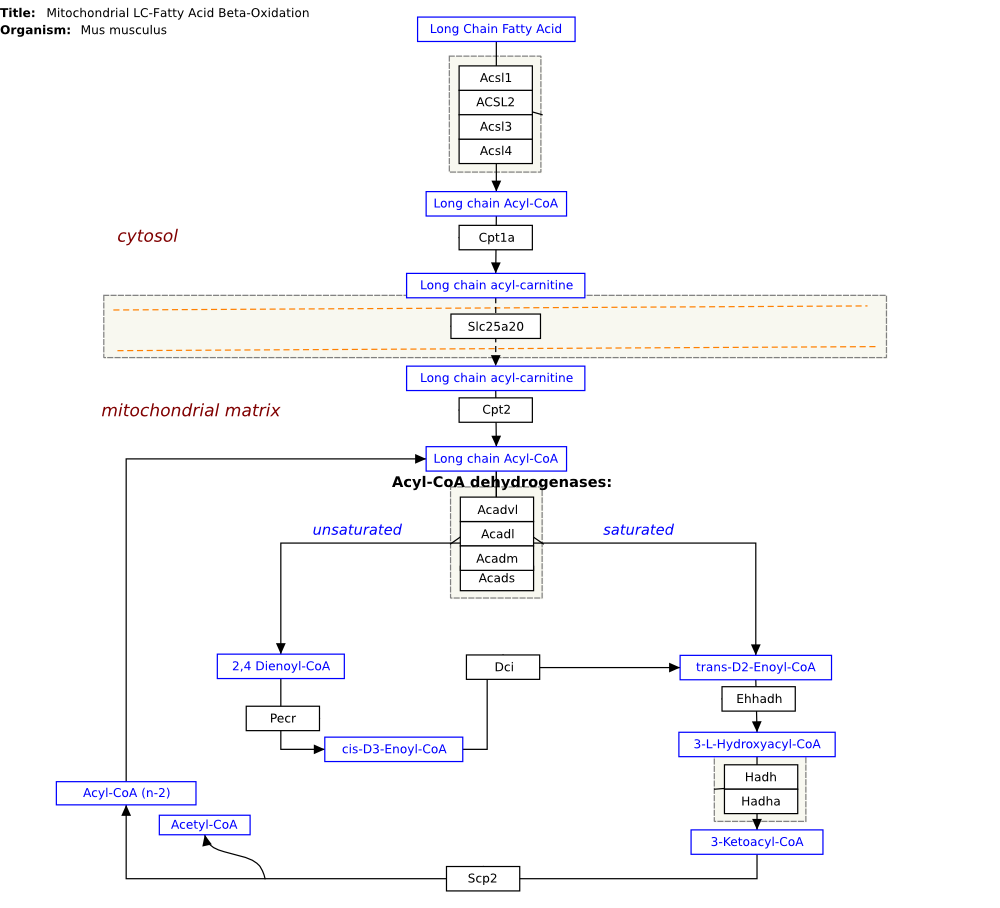 Title: Mitochondrial LC-Fatty Acid Beta-Oxidation
Organism: Mus musculus
Long Chain Fatty Acid
Acsl1
ACSL2
Acsl3
Acsl4
Long chain Acyl-CoA
cytosol
Cpt1a
Long chain acyl-carnitine
Slc25a20
Long chain acyl-carnitine
mitochondrial matrix
Cpt2
Long chain Acyl-CoA
Acyl-CoA dehydrogenases:
Acadvl
unsaturated
Acadl
saturated
Acadm
Acads
2,4 Dienoyl-CoA
Dci
trans-D2-Enoyl-CoA
Ehhadh
Pecr
cis-D3-Enoyl-CoA
3-L-Hydroxyacyl-CoA
Hadh
Acyl-CoA (n-2)
Hadha
Acetyl-CoA
3-Ketoacyl-CoA
Scp2